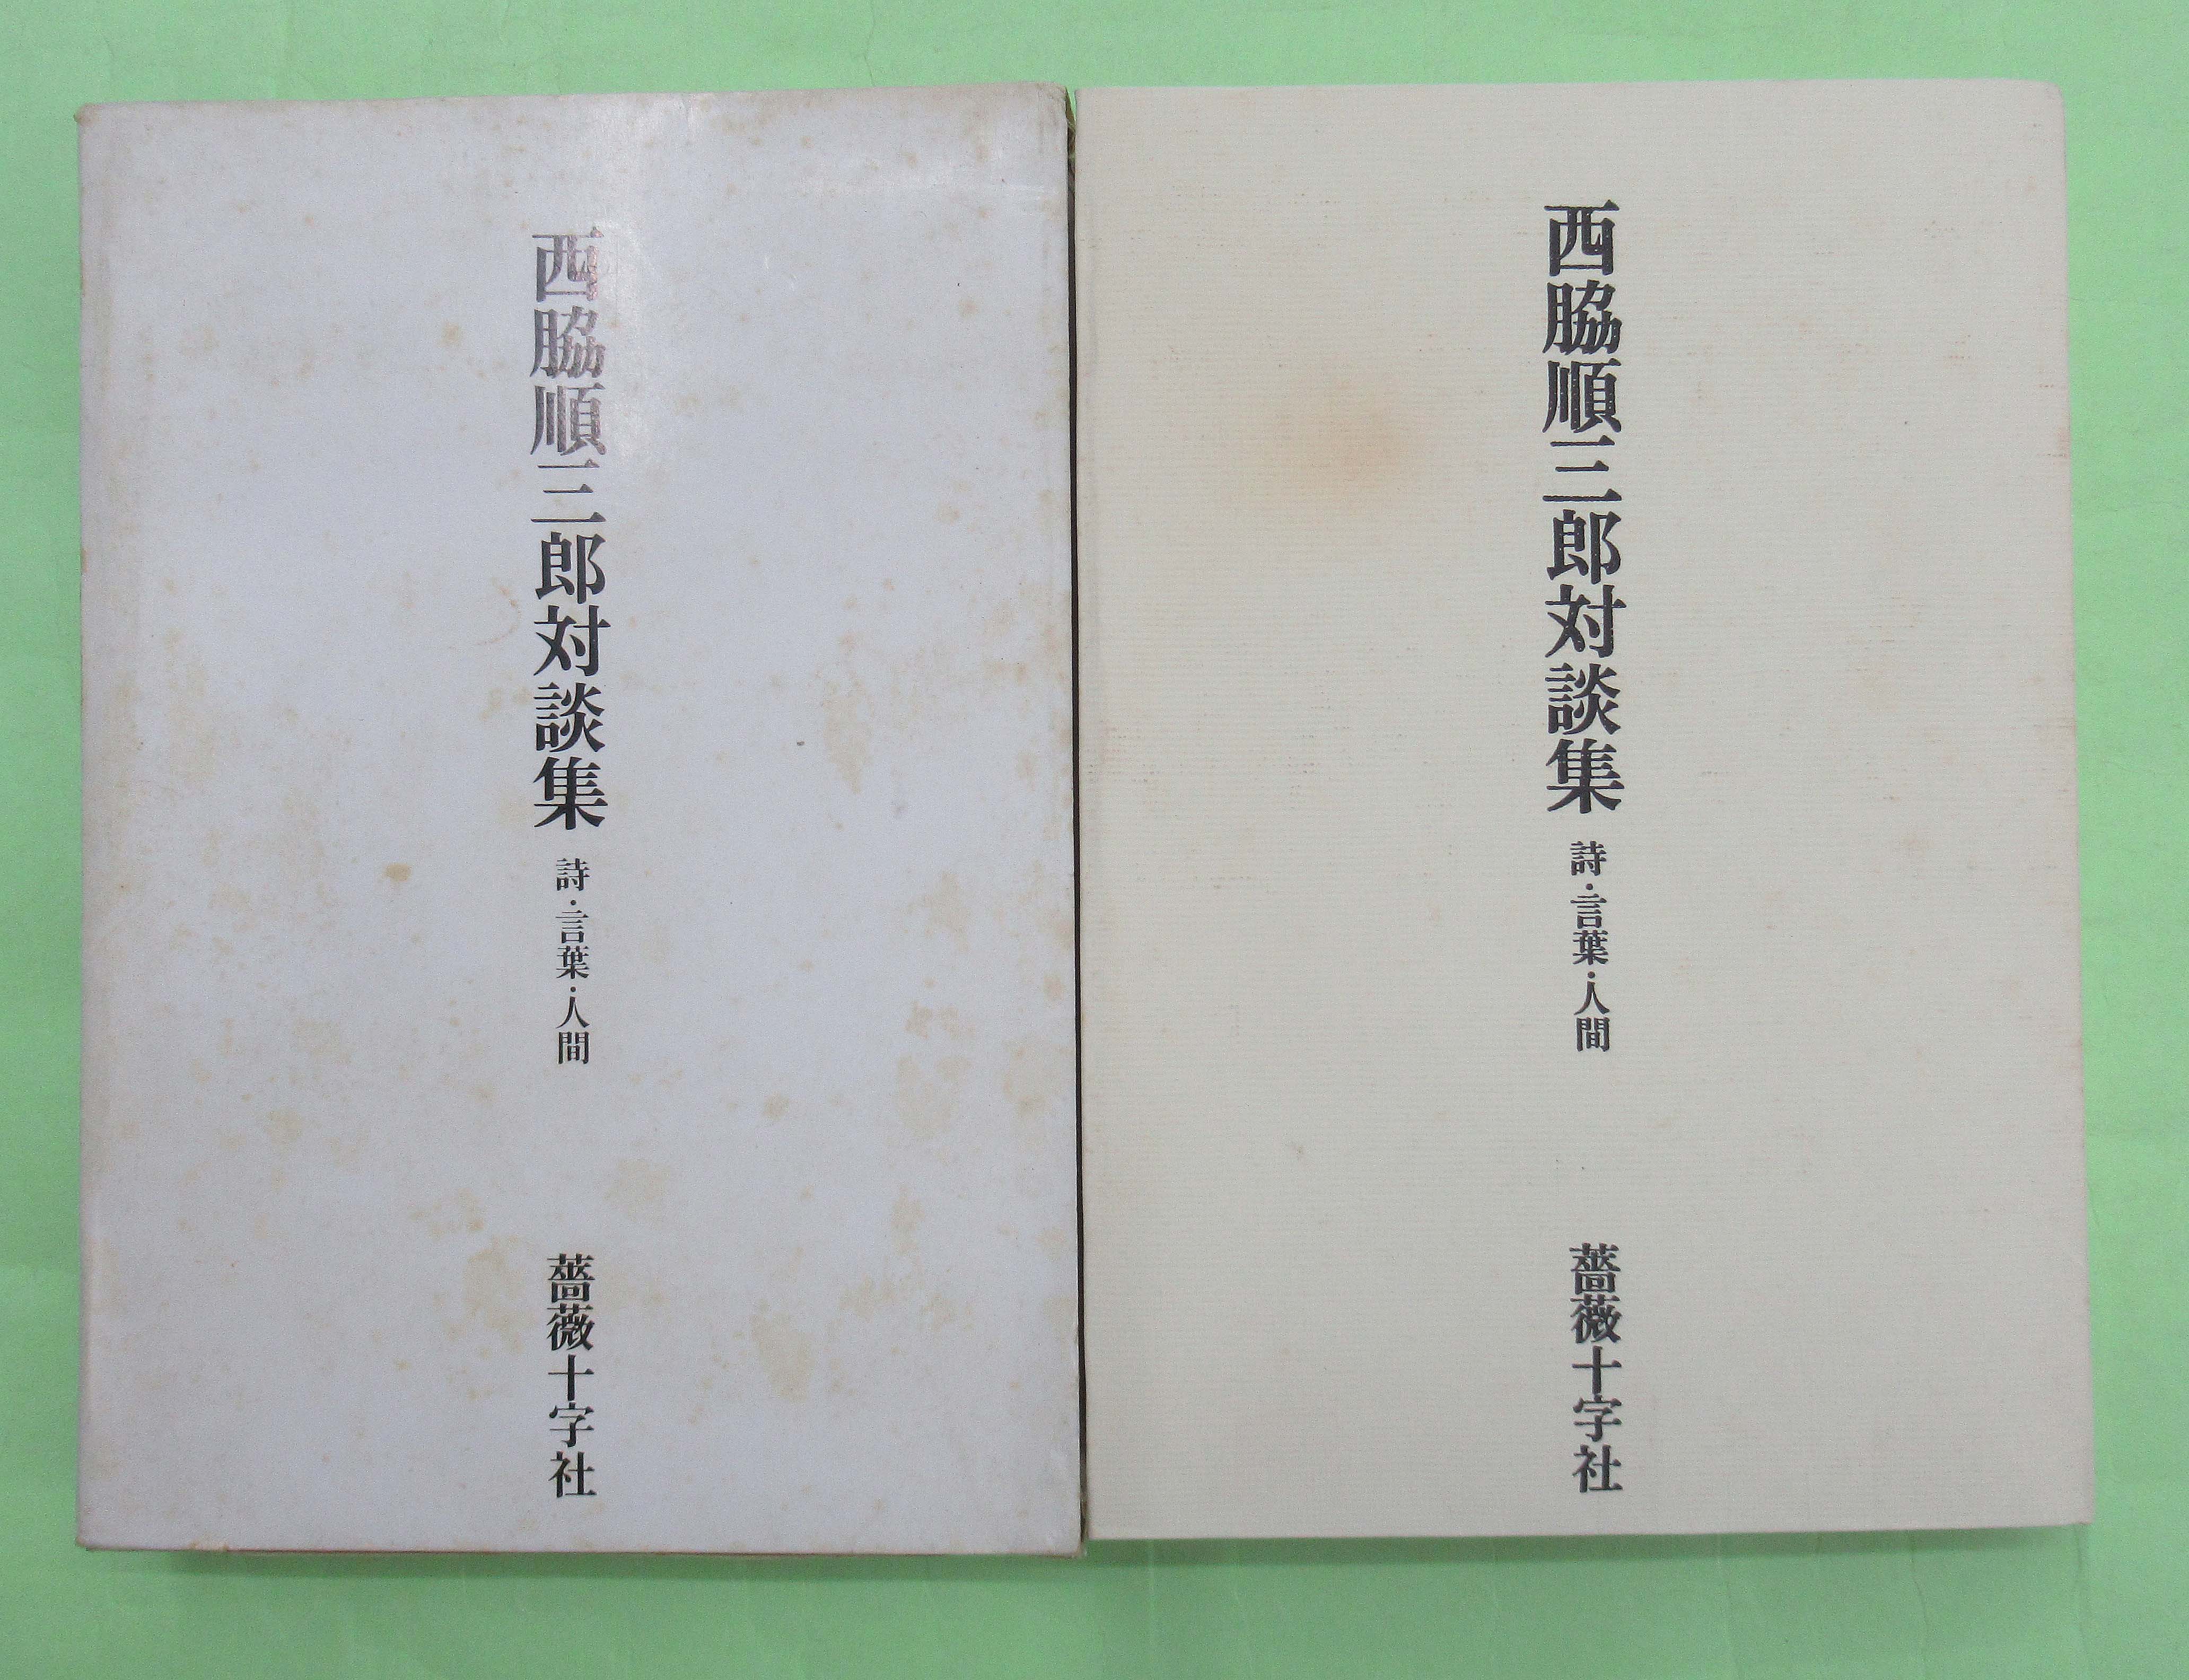 西脇順三郎対談集
詩・言葉・人間
薔薇十字社
西脇順三郎対談集
詩・言葉・人間
薔薇十字社